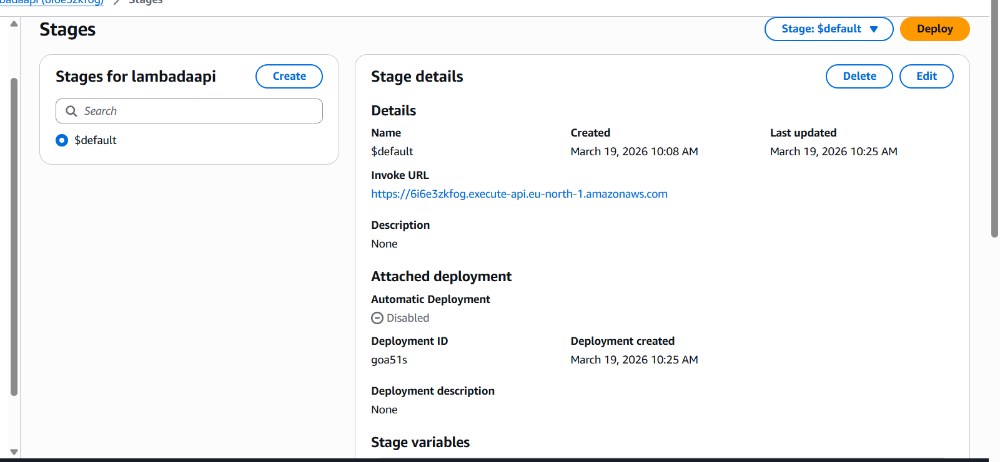 Stages
Stages
Stage: $default
Deploy
Stages for lambadaapi
Create
Search
$default
Stage details
Delete
Edit
Details
Name
Created
Last updated
$default
March 19, 2026 10:08 AM
March 19, 2026 10:25 AM
Invoke URL
https://6i6e3zkfog.execute-api.eu-north-1.amazonaws.com
Description
None
Attached deployment
Automatic Deployment
Disabled
Deployment ID
Deployment created
goa51s
March 19, 2026 10:25 AM
Deployment description
None
Stage variables